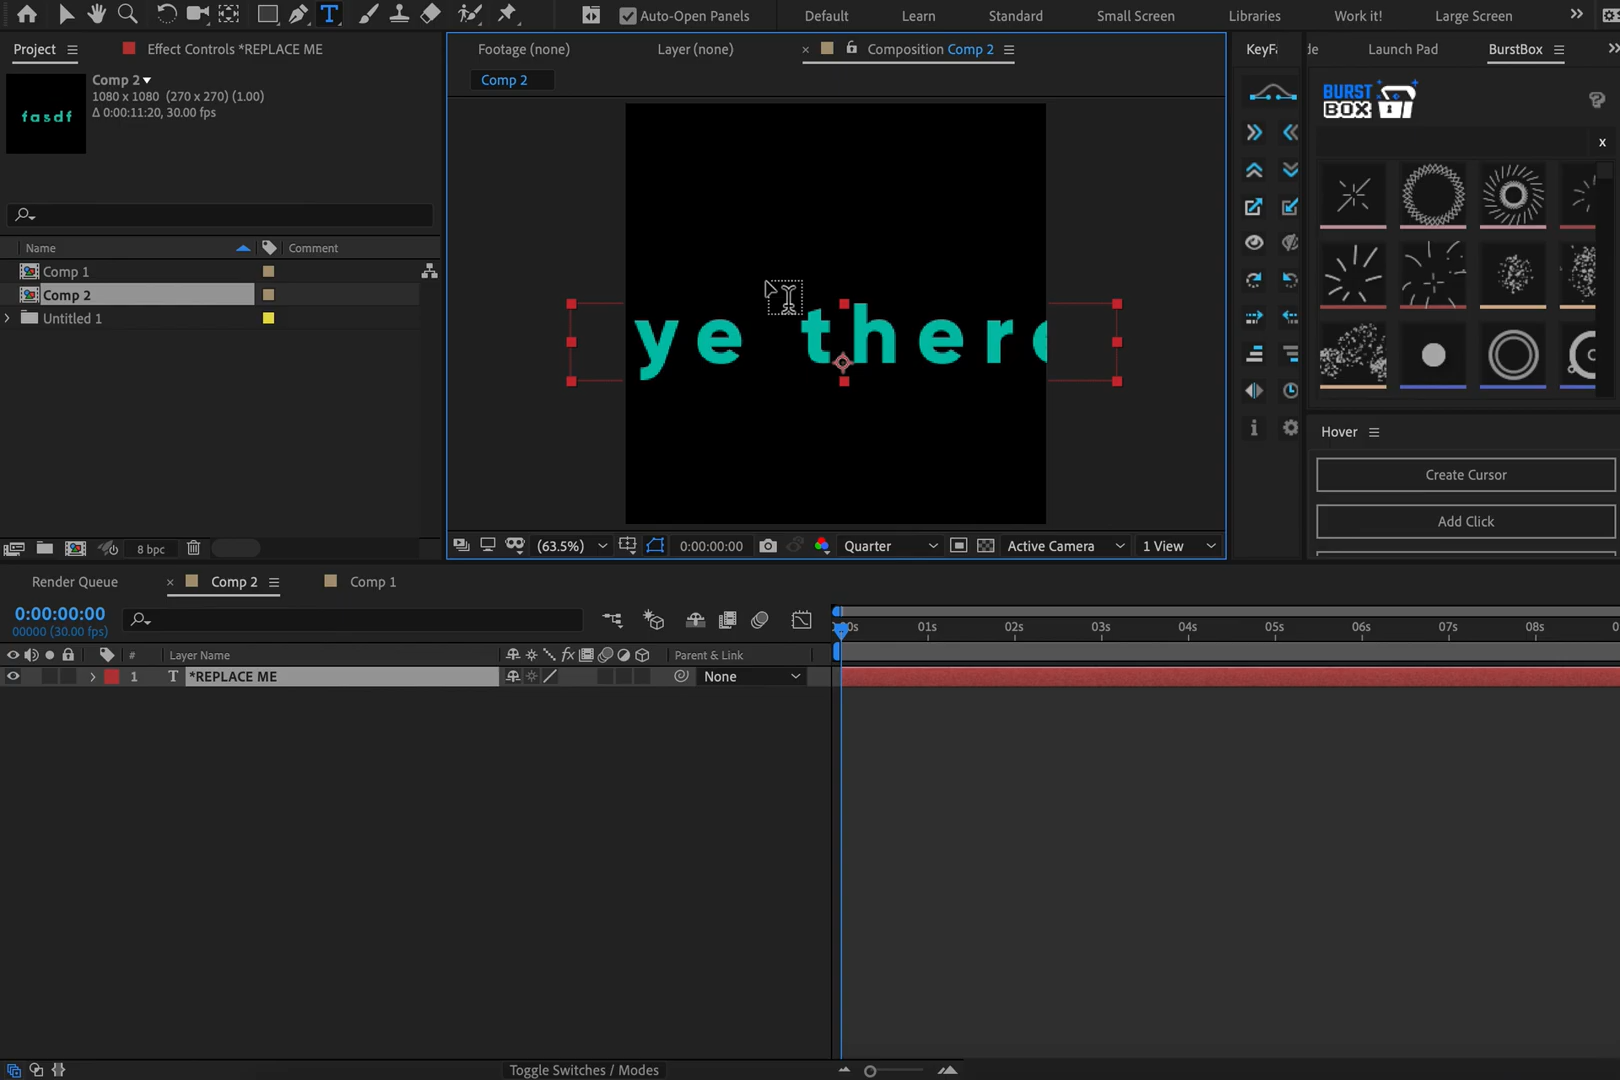 T
Auto-Open Panels
Default
Learn
Standard
Small Screen
Libraries
Work it!
Large Screen
Project
Effect Controls *REPLACE ME
Footage (none)
Layer (none)
Composition Comp 2
KeyFa
de
Launch Pad
BurstBox
Comp 2
1080 x 1080 (270 x 270) (1.00)
Δ 0:00:11:20, 30.00 fps
fasdf
Comp 2
BURST
BOX
?
x
Name
Comment
Comp 1
Comp 2
Untitled 1
ye there
Hover
Create Cursor
Add Click
8 bpc
(63.5%)
0:00:00:00
Quarter
Active Camera
1 View
Render Queue
Comp 2
Comp 1
0:00:00:00
00000 (30.00 fps)
00s
01s
02s
03s
04s
05s
06s
07s
08s
0
#
Layer Name
fx
Parent & Link
1
T
*REPLACE ME
None
Toggle Switches / Modes